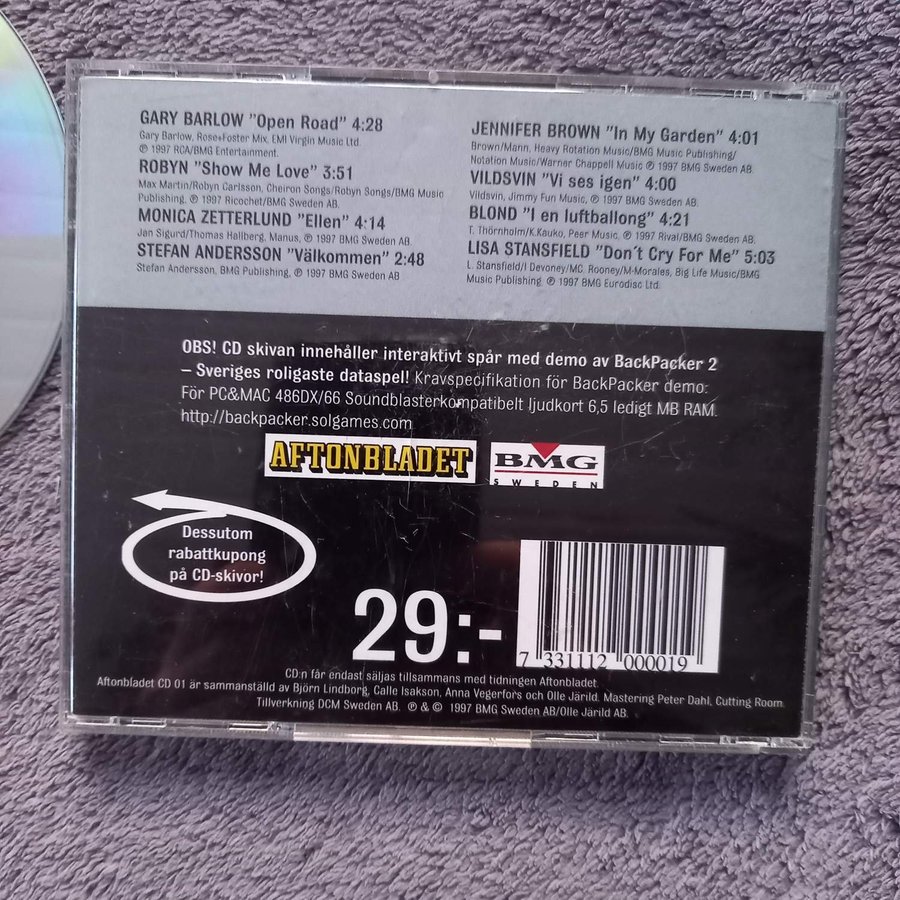 GARY BARLOW "Open Road" 4:28
Gary Barlow, Rose+Foster Mix, EMI Virgin Music Ltd.
℗ 1997 RCA/BMG Entertainment.
ROBYN "Show Me Love" 3:51
Max Martin/Robyn Carlsson, Cheiron Songs/Robyn Songs/BMG Music
Publishing, ℗ 1997 Ricochet/BMG Sweden AB.
MONICA ZETTERLUND "Ellen" 4:14
Jan Sigurd/Thomas Hallberg, Manus, ℗ 1997 BMG Sweden AB.
STEFAN ANDERSSON "Välkommen" 2:48
Stefan Andersson, BMG Publishing, ℗ 1997 BMG Sweden AB
JENNIFER BROWN "In My Garden" 4:01
Brown/Mann, Heavy Rotation Music/BMG Music Publishing/
Notation Music/Warner Chappell Music ℗ 1997 BMG Sweden AB.
VILDSVIN "Vi ses igen" 4:00
Vildsvin, Jimmy Fun Music, ℗ 1997 BMG Sweden AB.
BLOND "I en luftballong" 4:21
T. Thörnholm/K.Kauko, Peer Music, ℗ 1997 Rival/BMG Sweden AB.
LISA STANSFIELD "Don´t Cry For Me" 5:03
L. Stansfield/I Devoney/MC. Rooney/M-Morales, Big Life Music/BMG
Music Publishing ℗ 1997 BMG Eurodisc Ltd.
OBS! CD skivan innehåller interaktivt spår med demo av BackPacker 2
– Sveriges roligaste dataspel! Kravspecifikation för BackPacker demo:
För PC&MAC 486DX/66 Soundblasterkompatibelt ljudkort 6,5 ledigt MB RAM.
http://backpacker.solgames.com
AFTONBLADET
BMG
SWEDEN
Dessutom
rabattkupong
på CD-skivor!
29:-
7 331112 000019
CD:n får endast säljas tillsammans med tidningen Aftonbladet.
Aftonbladet CD 01 är sammanställd av Björn Lindborg, Calle Isakson, Anna Vegerfors och Olle Järild. Mastering Peter Dahl, Cutting Room.
Tillverkning DCM Sweden AB. ℗ & © 1997 BMG Sweden AB/Olle Järild AB.